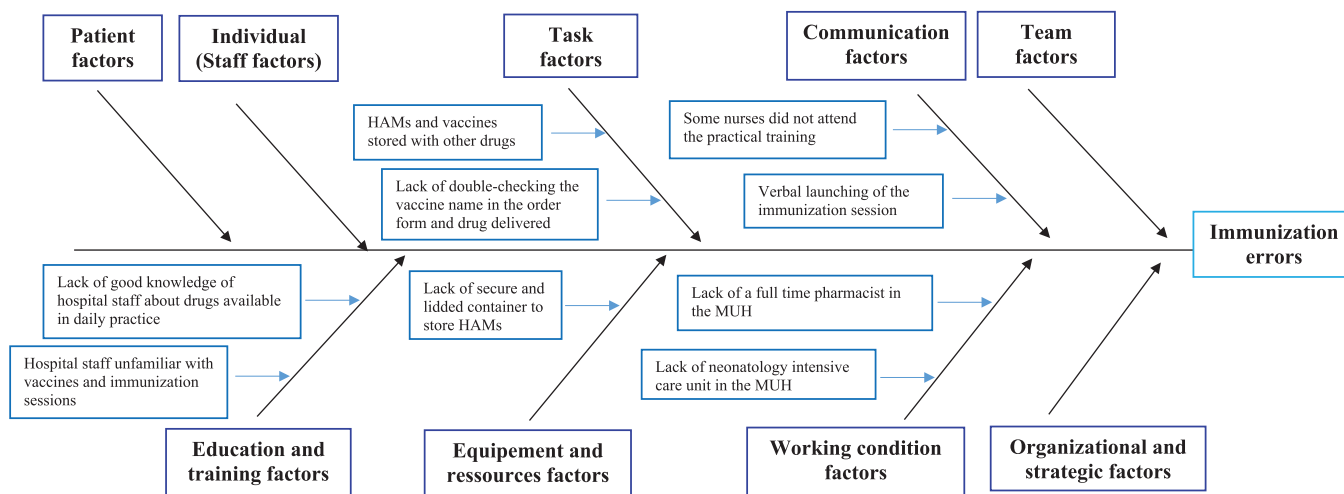 Patient
factors
Individual
(Staff factors)
Task
factors
Communication
factors
Team
factors
HAMs and vaccines
stored with other drugs
Some nurses did not attend
the practical training
Lack of double-checking the
vaccine name in the order
form and drug delivered
Verbal launching of the
immunization session
Immunization
errors
Lack of good knowledge of
hospital staff about drugs available
in daily practice
Lack of secure and
lidded container to
store HAMs
Lack of a full time pharmacist in
the MUH
Hospital staff unfamiliar with
vaccines and immunization
sessions
Lack of neonatology intensive
care unit in the MUH
Education and
training factors
Equipement and
ressources factors
Working condition
factors
Organizational and
strategic factors